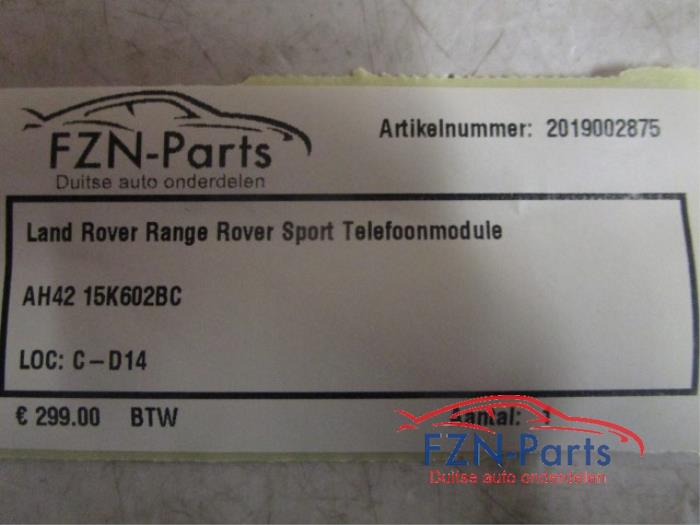 FZN-Parts
Duitse auto onderdelen
Artikelnummer: 2019002875
Land Rover Range Rover Sport Telefoonmodule
AH42 15K602BC
LOC: C-D14
€ 299.00 BTW Aantal: 1
FZN-Parts
Duitse auto onderdelen